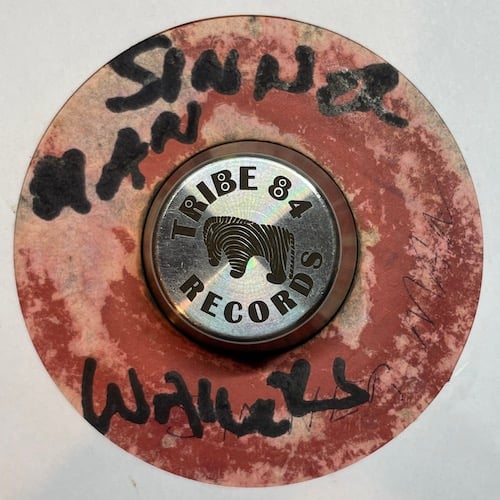 SINNER
MAN
TRIBE 84
RECORDS
WAILERS